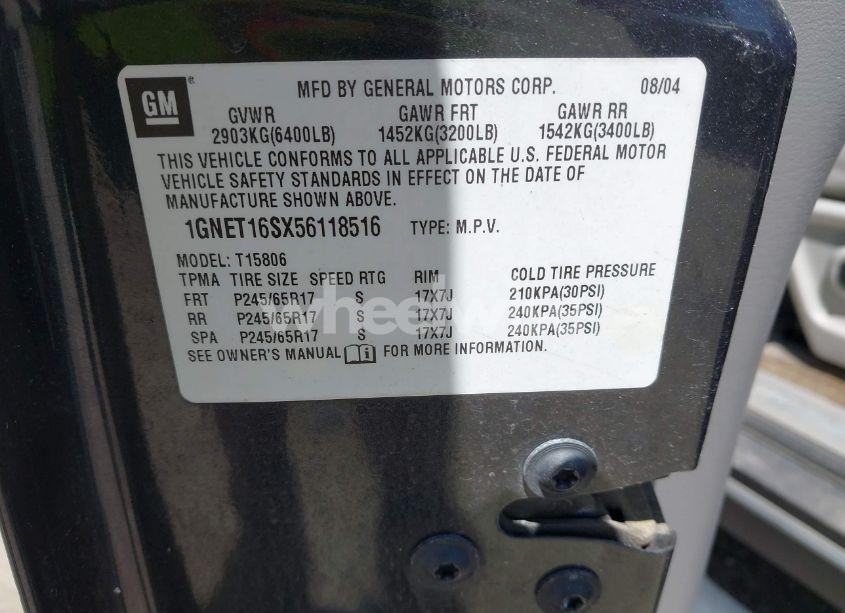 GM ® MFD BY GENERAL MOTORS CORP. 08/04
GVWR GAWR FRT GAWR RR
2903KG(6400LB) 1452KG(3200LB) 1542KG(3400LB)
THIS VEHICLE CONFORMS TO ALL APPLICABLE U.S. FEDERAL MOTOR
VEHICLE SAFETY STANDARDS IN EFFECT ON THE DATE OF
MANUFACTURE SHOWN ABOVE.
1GNET16SX56118516 TYPE: M.P.V.
MODEL: T15806
TPMA TIRE SIZE SPEED RTG RIM COLD TIRE PRESSURE
FRT P245/65R17 S 17X7J 210KPA(30PSI)
RR P245/65R17 S 17X7J 240KPA(35PSI)
SPA P245/65R17 S 17X7J 240KPA(35PSI)
SEE OWNER'S MANUAL FOR MORE INFORMATION.